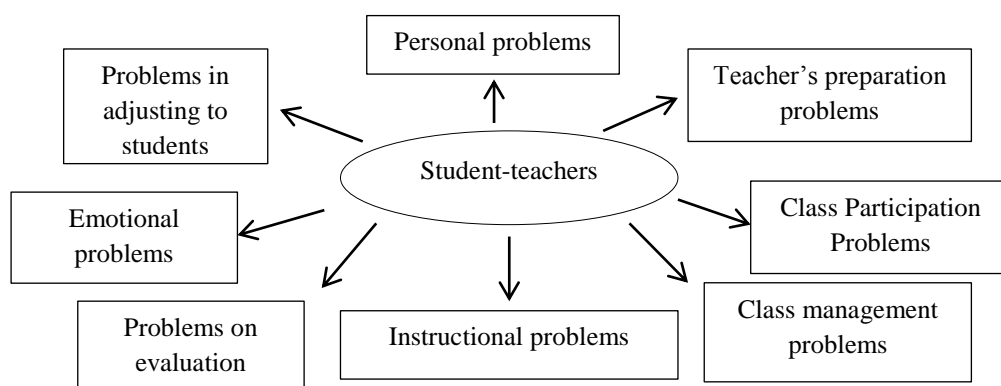 Personal problems
Problems in
adjusting to
students
Teacher’s preparation
problems
Student-teachers
Emotional
problems
Class Participation
Problems
Problems on
evaluation
Instructional problems
Class management
problems